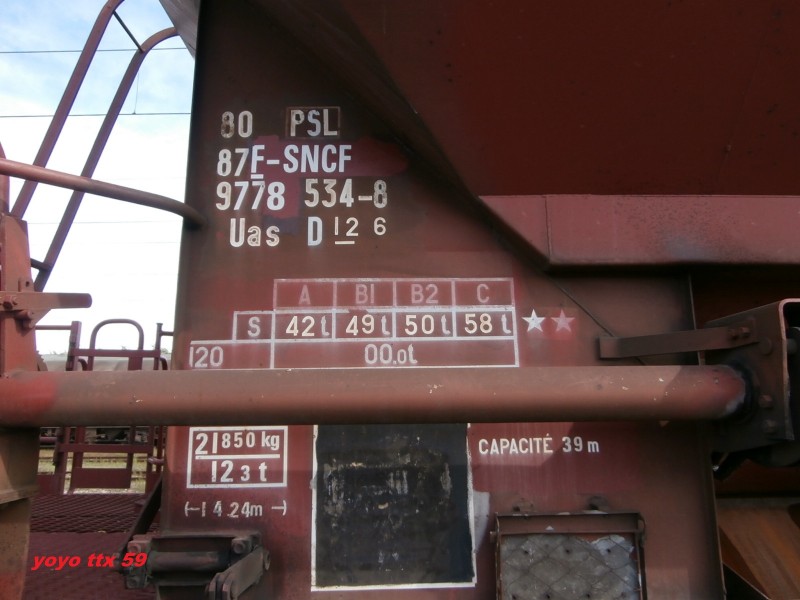 80 PSL
87F-SNCF
9778 534-8
Uas D 12 6
A B1 B2 C
S 42t 49t 50t 58t
120 00.0t
21850 kg
123 t
CAPACITÉ 39 m
14.24m
yoyo ttx 59